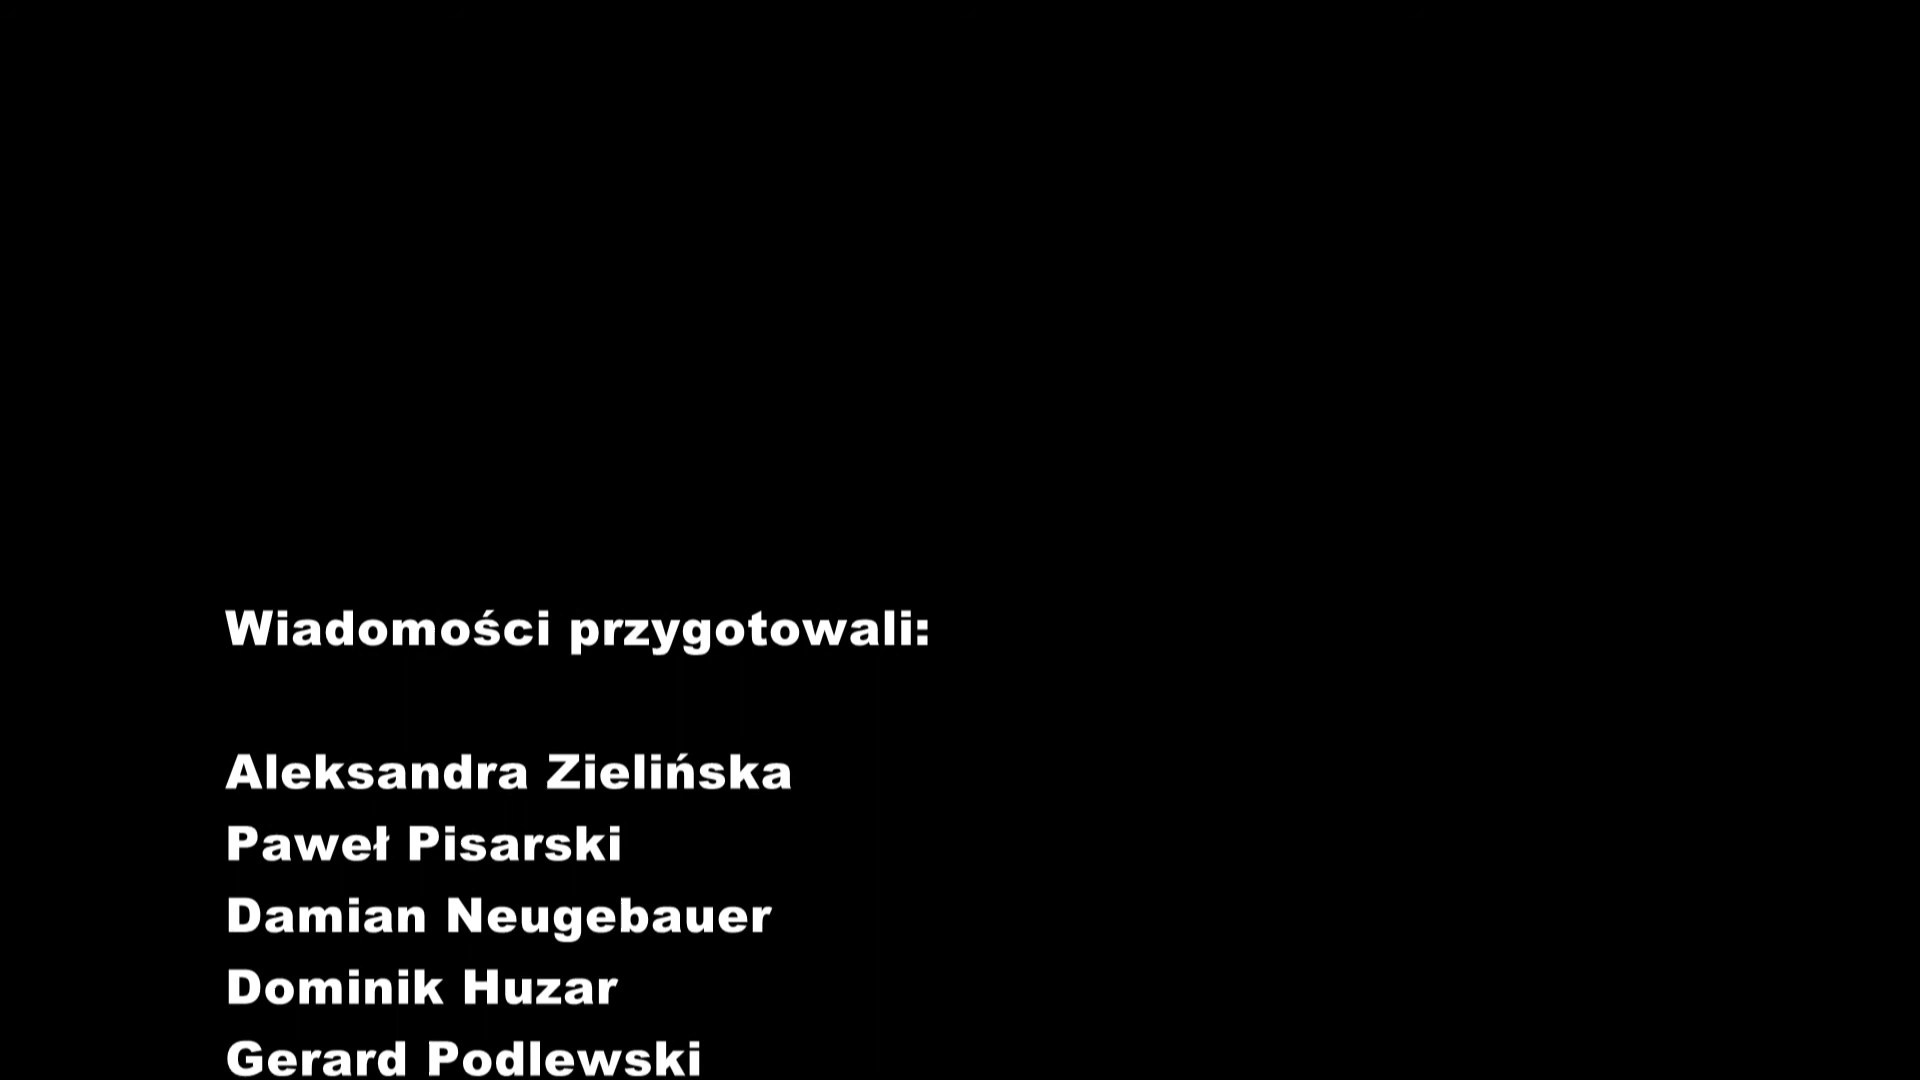 Wiadomości przygotowali:
Aleksandra Zielińska
Paweł Pisarski
Damian Neugebauer
Dominik Huzar
Gerard Podlewski